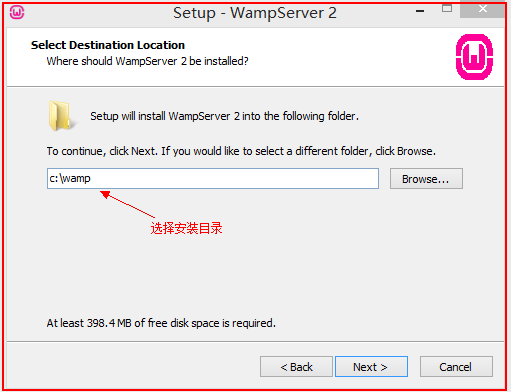 Setup - WampServer 2
Select Destination Location
Where should WampServer 2 be installed?
Setup will install WampServer 2 into the following folder.
To continue, click Next. If you would like to select a different folder, click Browse.
c:\wamp
Browse...
选择安装目录
At least 398.4 MB of free disk space is required.
< Back
Next >
Cancel